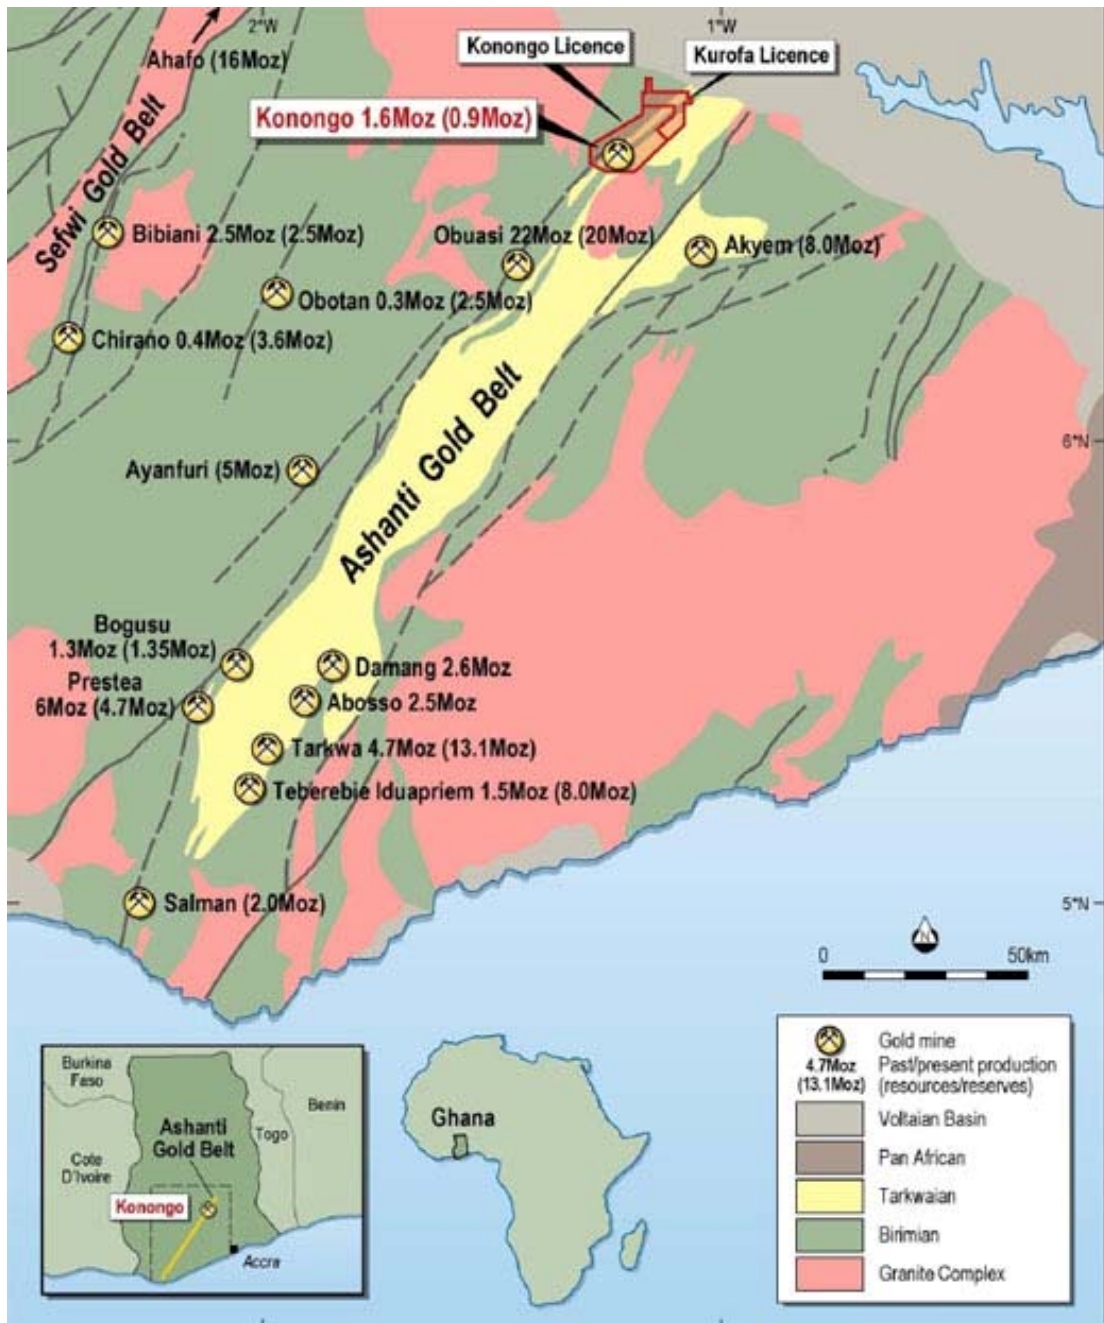 2°W
1°W
Ahafo (16Moz)
Konongo Licence
Kurofa Licence
Konongo 1.6Moz (0.9Moz)
Sefwi Gold Belt
Bibiani 2.5Moz (2.5Moz)
Obuasi 22Moz (20Moz)
Akyem (8.0Moz)
Obotan 0.3Moz (2.5Moz)
Chirano 0.4Moz (3.6Moz)
Ashanti Gold Belt
6°N
Ayanfuri (5Moz)
Bogusu
1.3Moz (1.35Moz)
Prestea
6Moz (4.7Moz)
Damang 2.6Moz
Abosso 2.5Moz
Tarkwa 4.7Moz (13.1Moz)
Teberebie Iduapriem 1.5Moz (8.0Moz)
Salman (2.0Moz)
5°N
N
0 50km
Burkina
Faso
Benin
Ashanti
Gold Belt
Togo
Cote
D'Ivoire
Konongo
Accra
Ghana
Gold mine
4.7Moz Past/present production
(13.1Moz) (resources/reserves)
Voltaian Basin
Pan African
Tarkwaian
Birimian
Granite Complex